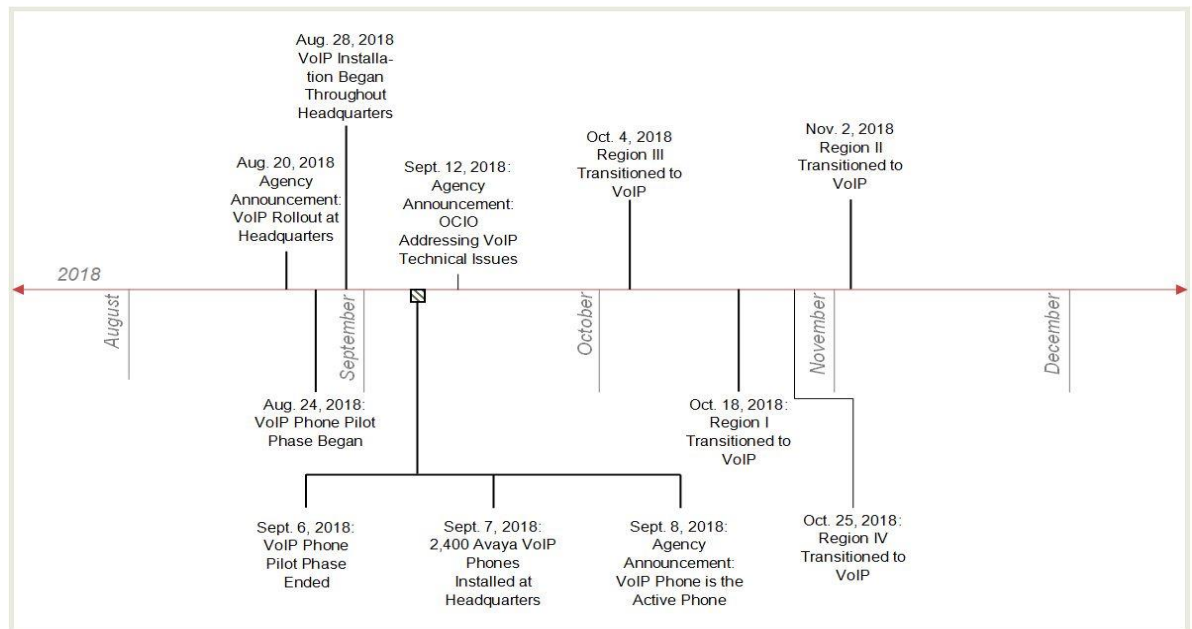 Aug. 28, 2018
VoIP Installa-
tion Began
Throughout
Headquarters
Aug. 20, 2018
Agency
Announcement:
VoIP Rollout at
Headquarters
Sept. 12, 2018:
Agency
Announcement:
OCIO
Addressing VoIP
Technical Issues
Oct. 4, 2018
Region III
Transitioned to
VoIP
Nov. 2, 2018
Region II
Transitioned to
VoIP
2018
August
September
October
November
December
Aug. 24, 2018:
VoIP Phone Pilot
Phase Began
Oct. 18, 2018:
Region I
Transitioned to
VoIP
Sept. 6, 2018:
VoIP Phone
Pilot Phase
Ended
Sept. 7, 2018:
2,400 Avaya VoIP
Phones
Installed at
Headquarters
Sept. 8, 2018:
Agency
Announcement:
VoIP Phone is the
Active Phone
Oct. 25, 2018:
Region IV
Transitioned to
VoIP